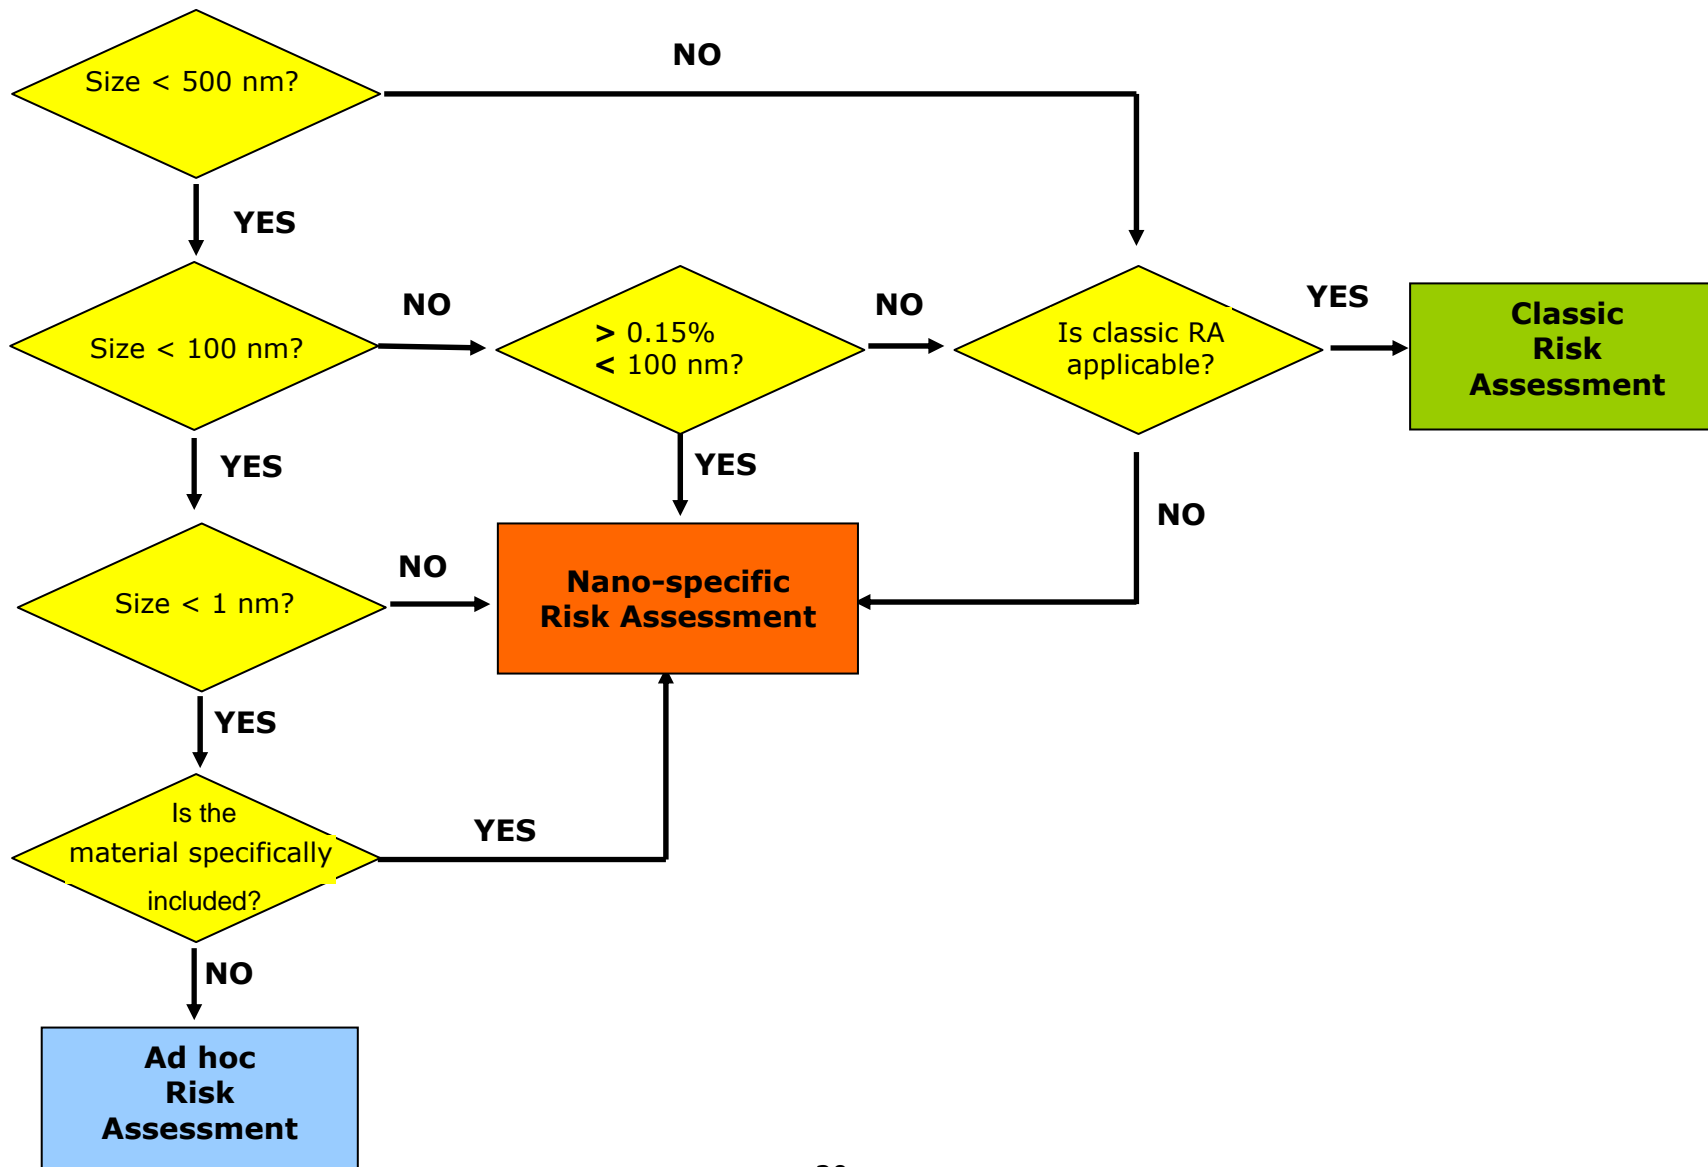 NO
Size < 500 nm?
YES
NO
NO
YES
Size < 100 nm?
> 0.15%
< 100 nm?
Is classic RA
applicable?
Classic
Risk
Assessment
YES
YES
NO
NO
Size < 1 nm?
Nano-specific
Risk Assessment
YES
Is the
material specifically
included?
YES
NO
Ad hoc
Risk
Assessment